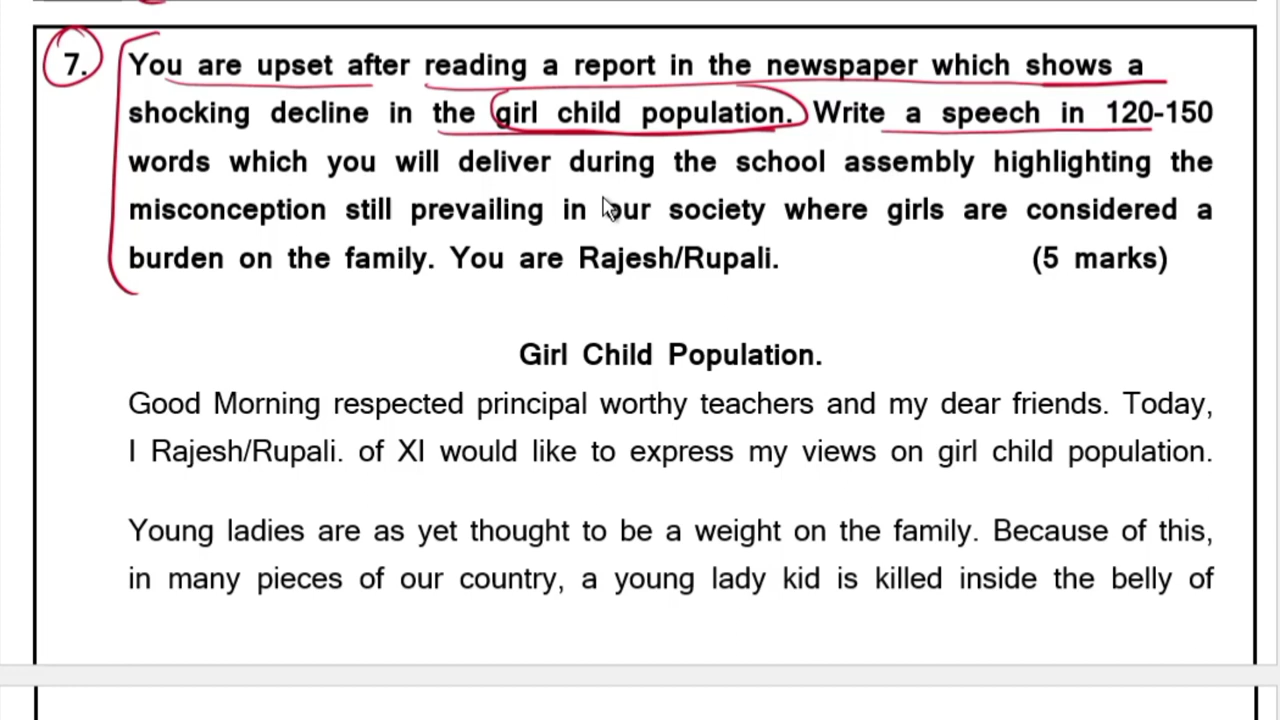 7. You are upset after reading a report in the newspaper which shows a
shocking decline in the girl child population. Write a speech in 120-150
words which you will deliver during the school assembly highlighting the
misconception still prevailing in our society where girls are considered a
burden on the family. You are Rajesh/Rupali. (5 marks)
Girl Child Population.
Good Morning respected principal worthy teachers and my dear friends. Today,
I Rajesh/Rupali. of XI would like to express my views on girl child population.
Young ladies are as yet thought to be a weight on the family. Because of this,
in many pieces of our country, a young lady kid is killed inside the belly of